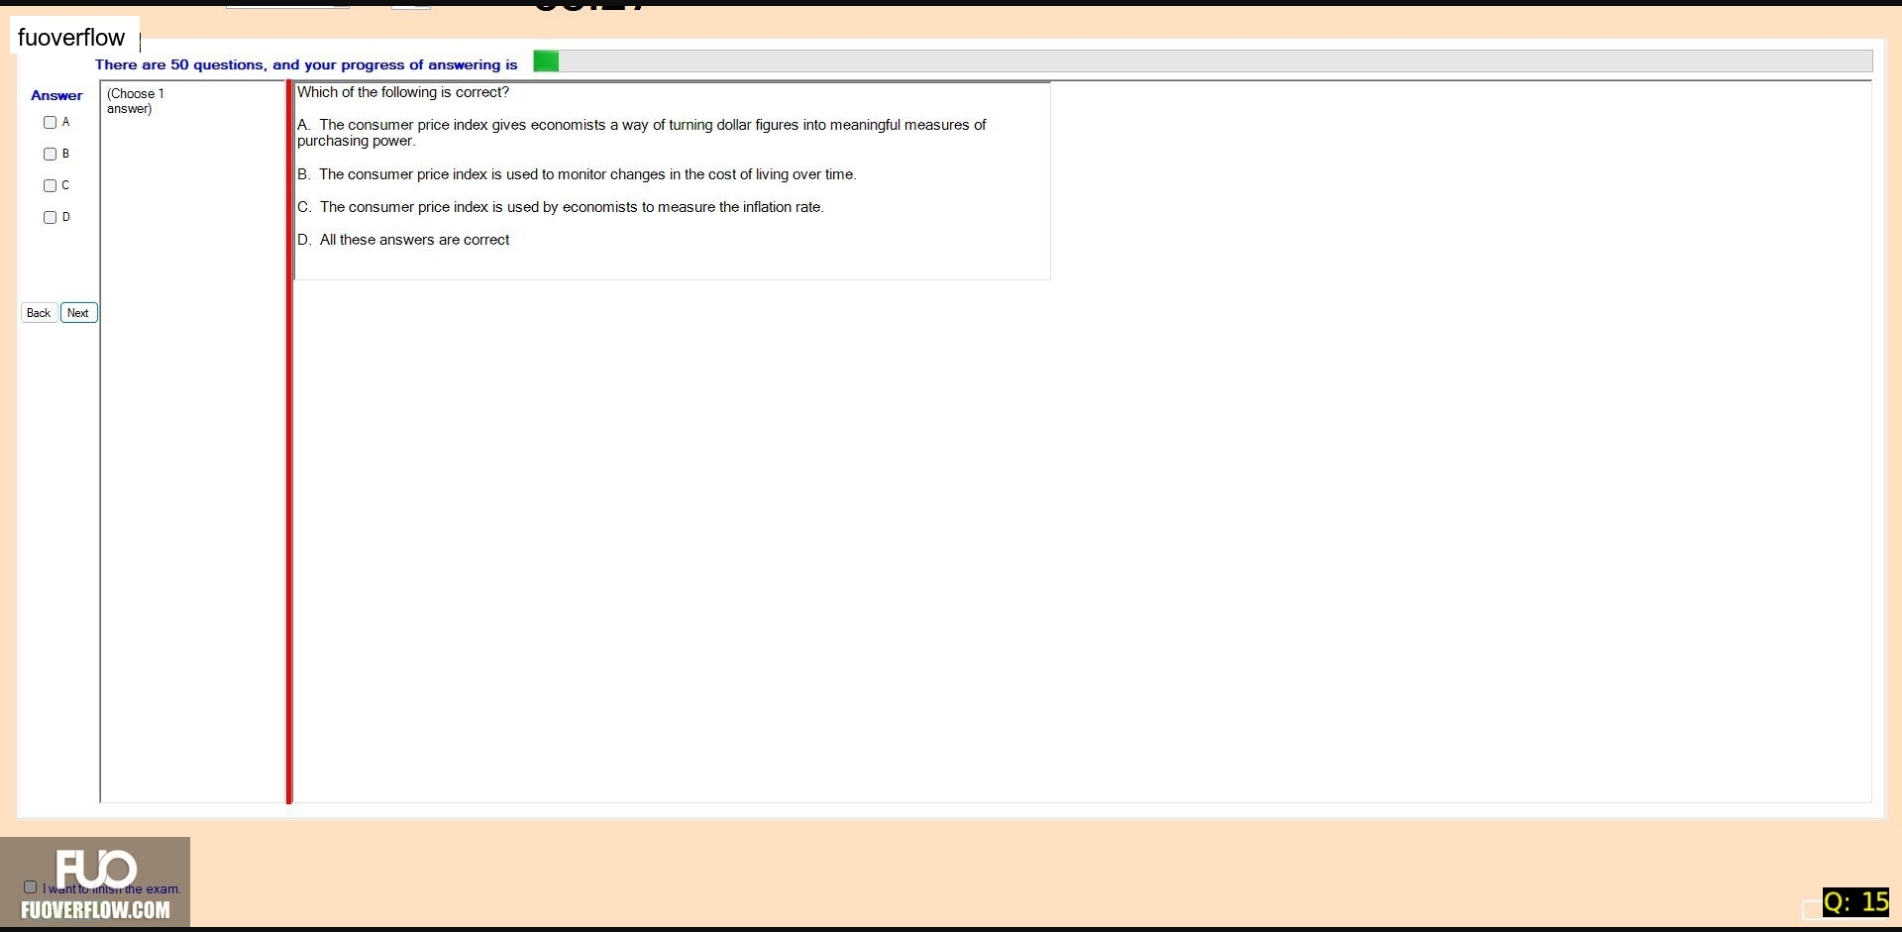 fuoverflow
There are 50 questions, and your progress of answering is
Answer
(Choose 1
answer)
A
B
C
D
Back
Next
Which of the following is correct?
A. The consumer price index gives economists a way of turning dollar figures into meaningful measures of
purchasing power.
B. The consumer price index is used to monitor changes in the cost of living over time.
C. The consumer price index is used by economists to measure the inflation rate.
D. All these answers are correct
FUO
I want to finish the exam.
FUOVERFLOW.COM
Q: 15